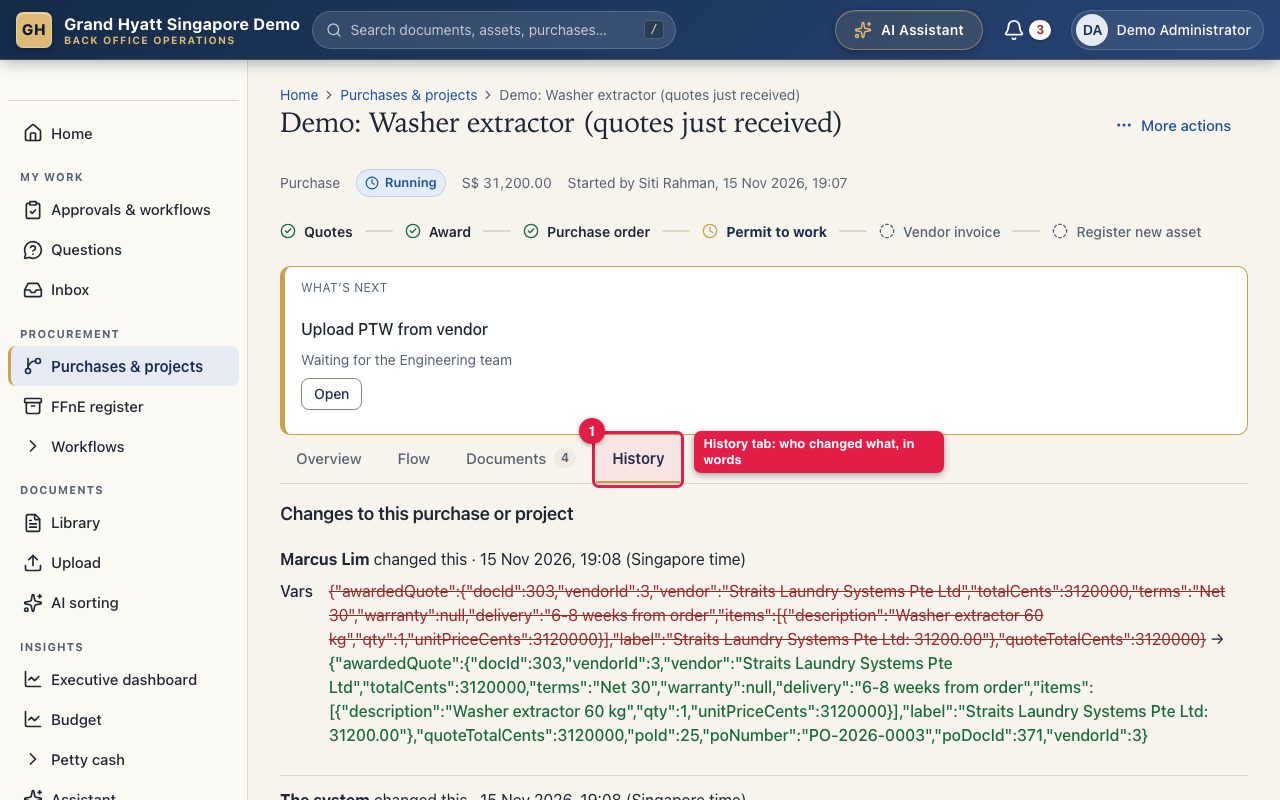 GH
Grand Hyatt Singapore Demo
BACK OFFICE OPERATIONS
Search documents, assets, purchases...
/
AI Assistant
3
DA
Demo Administrator
Home
MY WORK
Approvals & workflows
Questions
Inbox
PROCUREMENT
Purchases & projects
FFnE register
Workflows
DOCUMENTS
Library
Upload
AI sorting
INSIGHTS
Executive dashboard
Budget
Petty cash
Assistant
Home > Purchases & projects > Demo: Washer extractor (quotes just received)
Demo: Washer extractor (quotes just received)
More actions
Purchase Running S$ 31,200.00 Started by Siti Rahman, 15 Nov 2026, 19:07
Quotes Award Purchase order Permit to work Vendor invoice Register new asset
WHAT'S NEXT
Upload PTW from vendor
Waiting for the Engineering team
Open
1
Overview Flow Documents 4 History
History tab: who changed what, in
words
Changes to this purchase or project
Marcus Lim changed this · 15 Nov 2026, 19:08 (Singapore time)
Vars {"awardedQuote":{"docId":303,"vendorId":3,"vendor":"Straits Laundry Systems Pte Ltd","totalCents":3120000,"terms":"Net
30","warranty":null,"delivery":"6-8 weeks from order","items":[{"description":"Washer extractor 60
kg","qty":1,"unitPriceCents":3120000}],"label":"Straits Laundry Systems Pte Ltd: 31200.00"},"quoteTotalCents":3120000} →
{"awardedQuote":{"docId":303,"vendorId":3,"vendor":"Straits Laundry Systems Pte
Ltd","totalCents":3120000,"terms":"Net 30","warranty":null,"delivery":"6-8 weeks from order","items":
[{"description":"Washer extractor 60 kg","qty":1,"unitPriceCents":3120000}],"label":"Straits Laundry Systems Pte Ltd:
31200.00"},"quoteTotalCents":3120000,"poId":25,"poNumber":"PO-2026-0003","poDocId":371,"vendorId":3}
The system changed this · 15 Nov 2026, 19:08 (Singapore time)